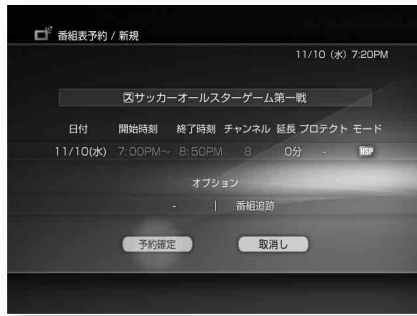 番組表予約 / 新規
11/10 (水) 7:20PM
スサッカーオールスターゲーム第一戦
日付 開始時刻 終了時刻 チャンネル 延長 プロテクト モード
11/10(水) 7:00PM～ 8:50PM 8 0分 - HSP
オプション
- | 番組追跡
予約確定 取消し